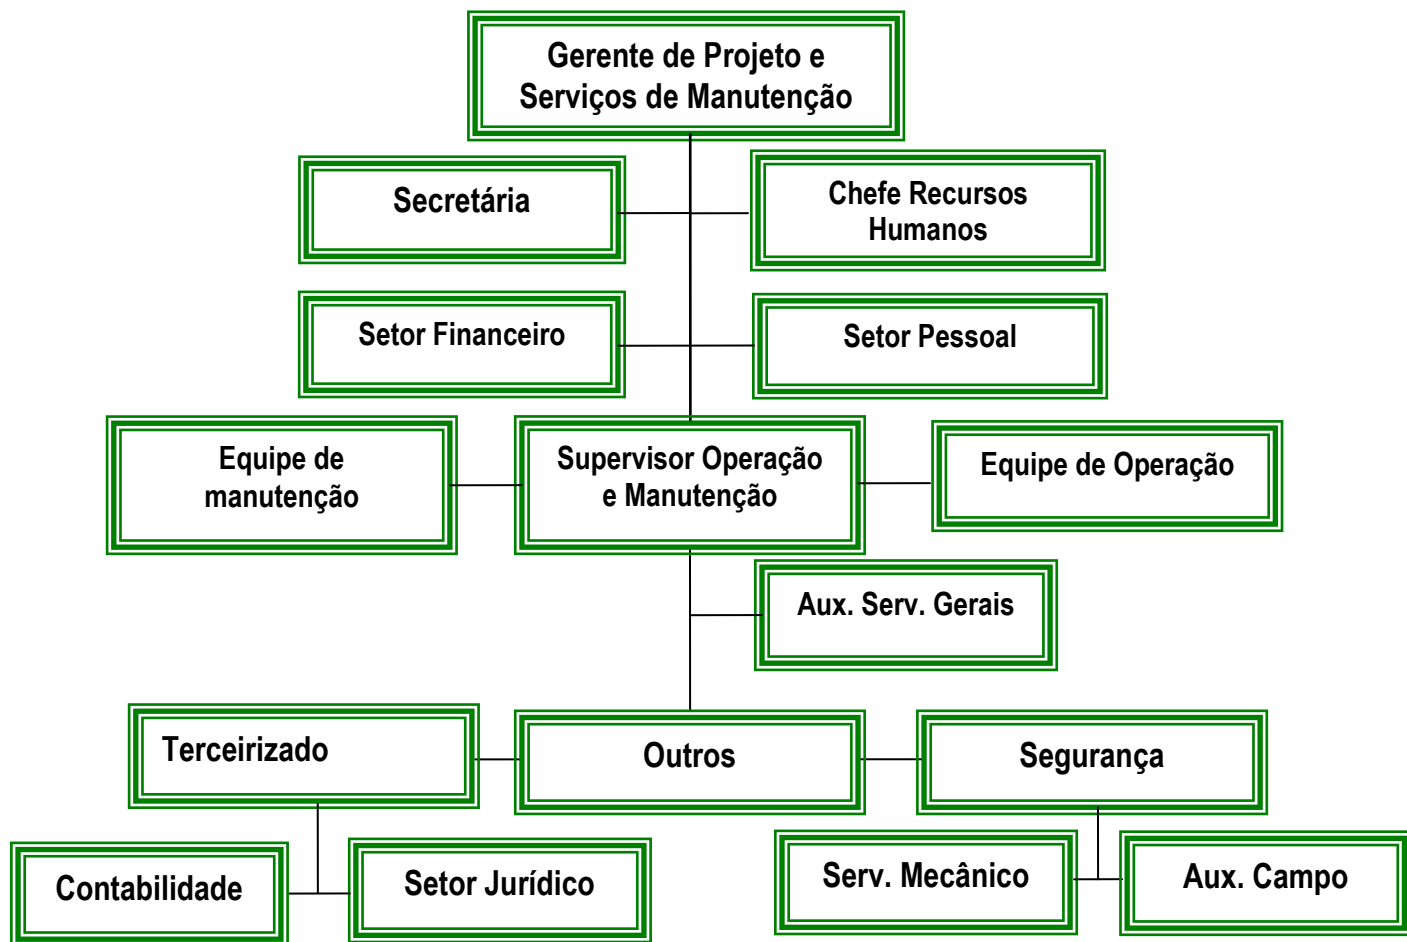 Gerente de Projeto e
Serviços de Manutenção
Secretária
Chefe Recursos
Humanos
Setor Financeiro
Setor Pessoal
Equipe de
manutenção
Supervisor Operação
e Manutenção
Equipe de Operação
Aux. Serv. Gerais
Terceirizado
Outros
Segurança
Contabilidade
Setor Jurídico
Serv. Mecânico
Aux. Campo